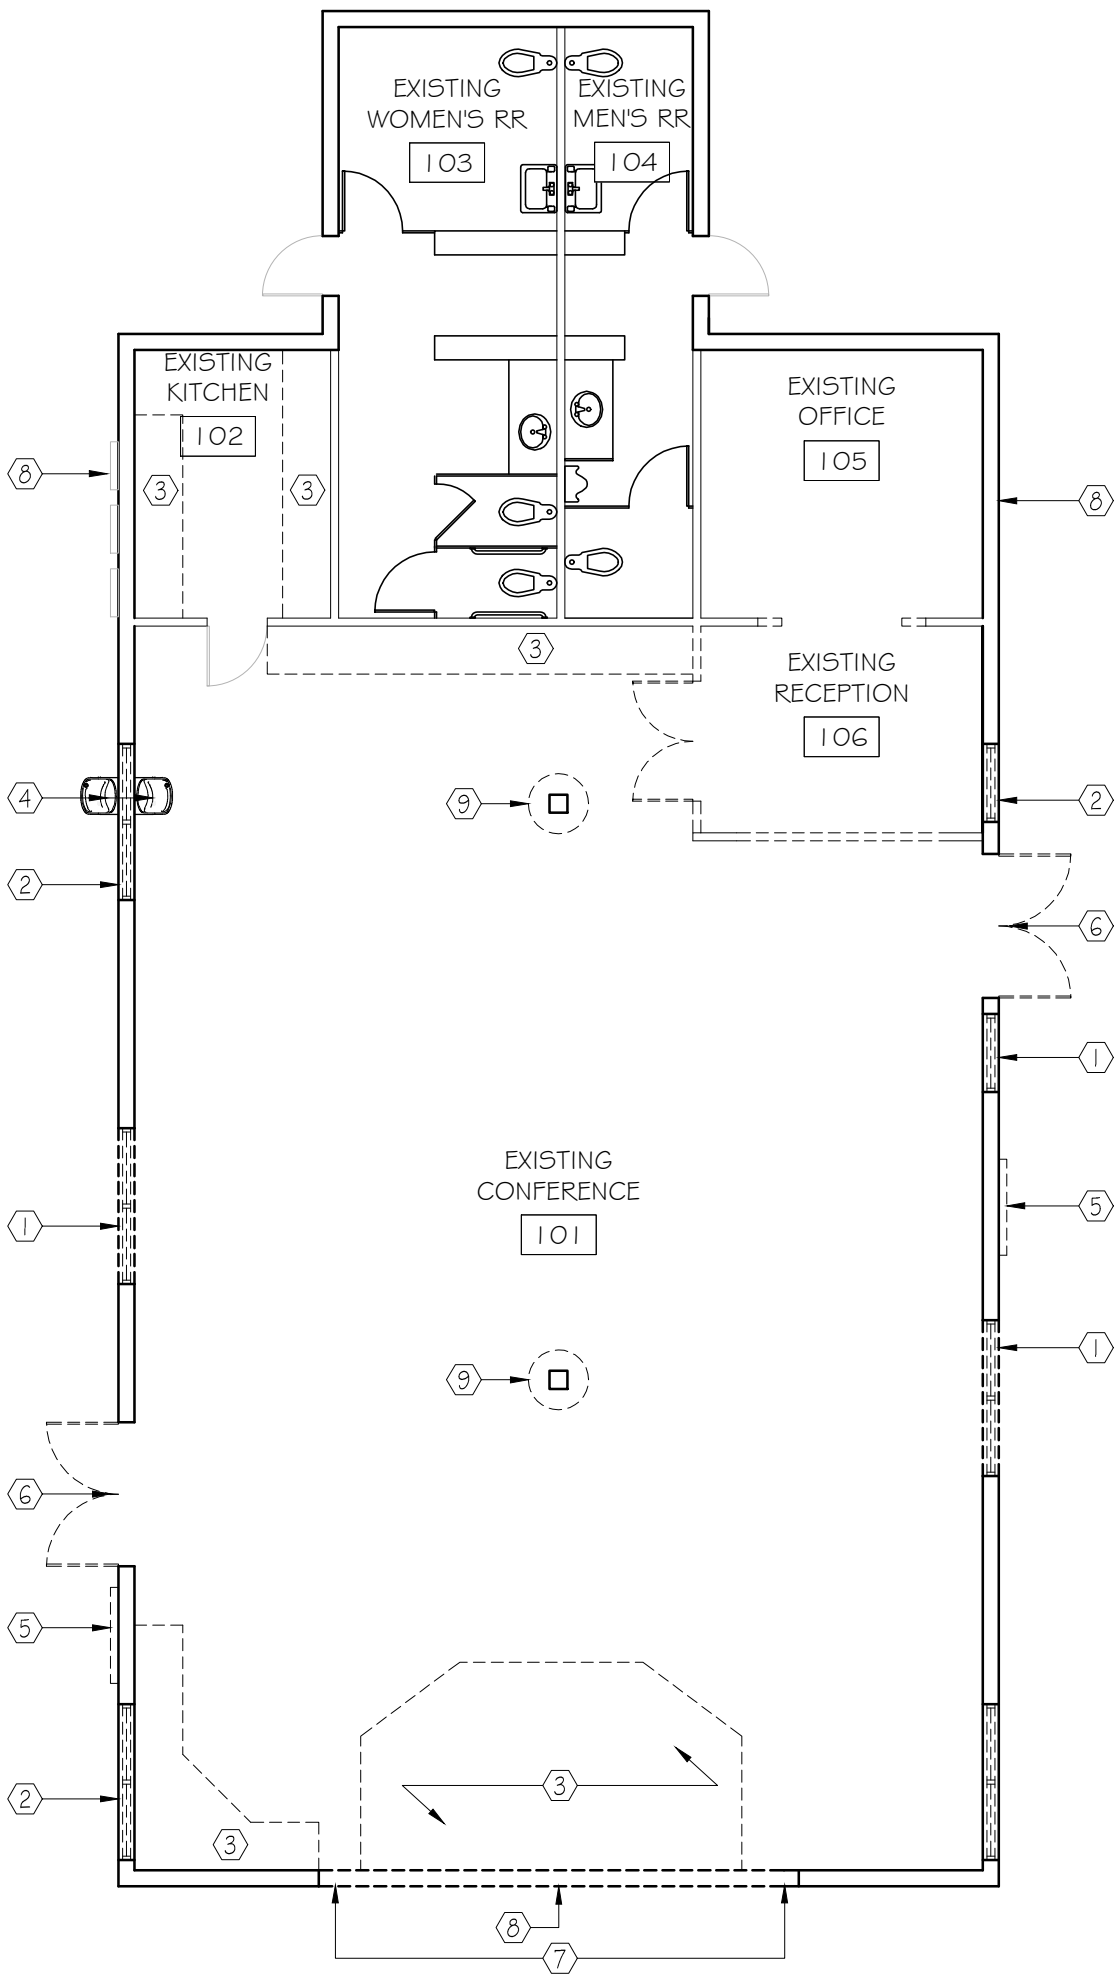 EXISTING
WOMEN'S RR
103
EXISTING
MEN'S RR
104
EXISTING
KITCHEN
102
EXISTING
OFFICE
105
8
3
3
8
3
EXISTING
RECEPTION
106
4
9
2
2
6
1
EXISTING
CONFERENCE
101
5
1
1
9
6
5
2
3
3
8
7